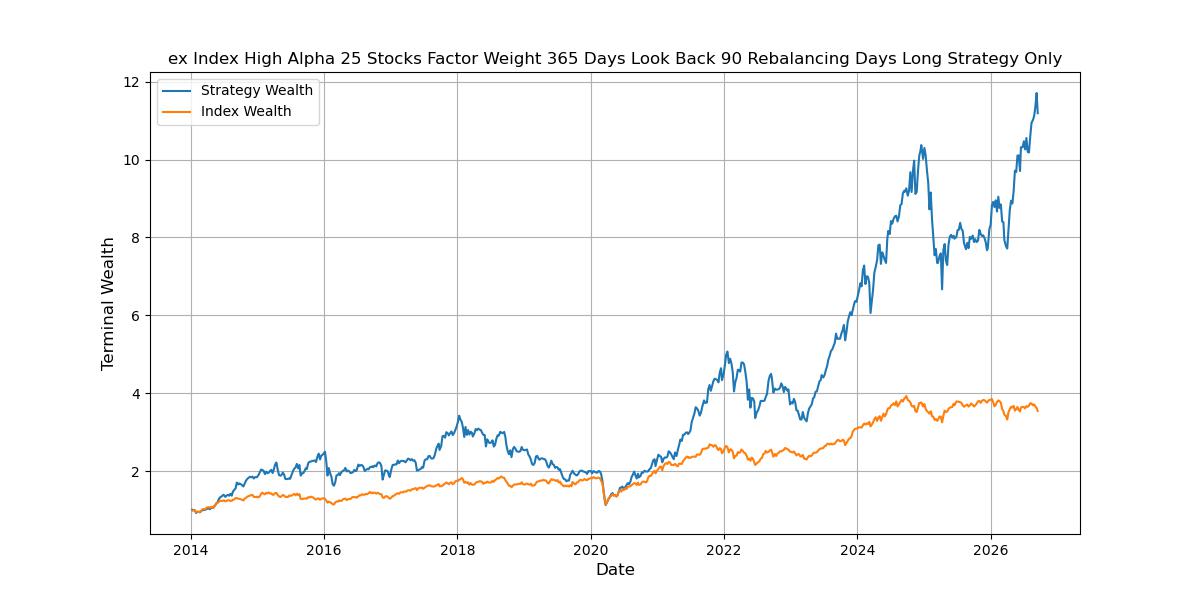 ex Index High Alpha 25 Stocks Factor Weight 365 Days Look Back 90 Rebalancing Days Long Strategy Only
Strategy Wealth
Index Wealth
Terminal Wealth
12
10
8
6
4
2
2014
2016
2018
2020
2022
2024
2026
Date